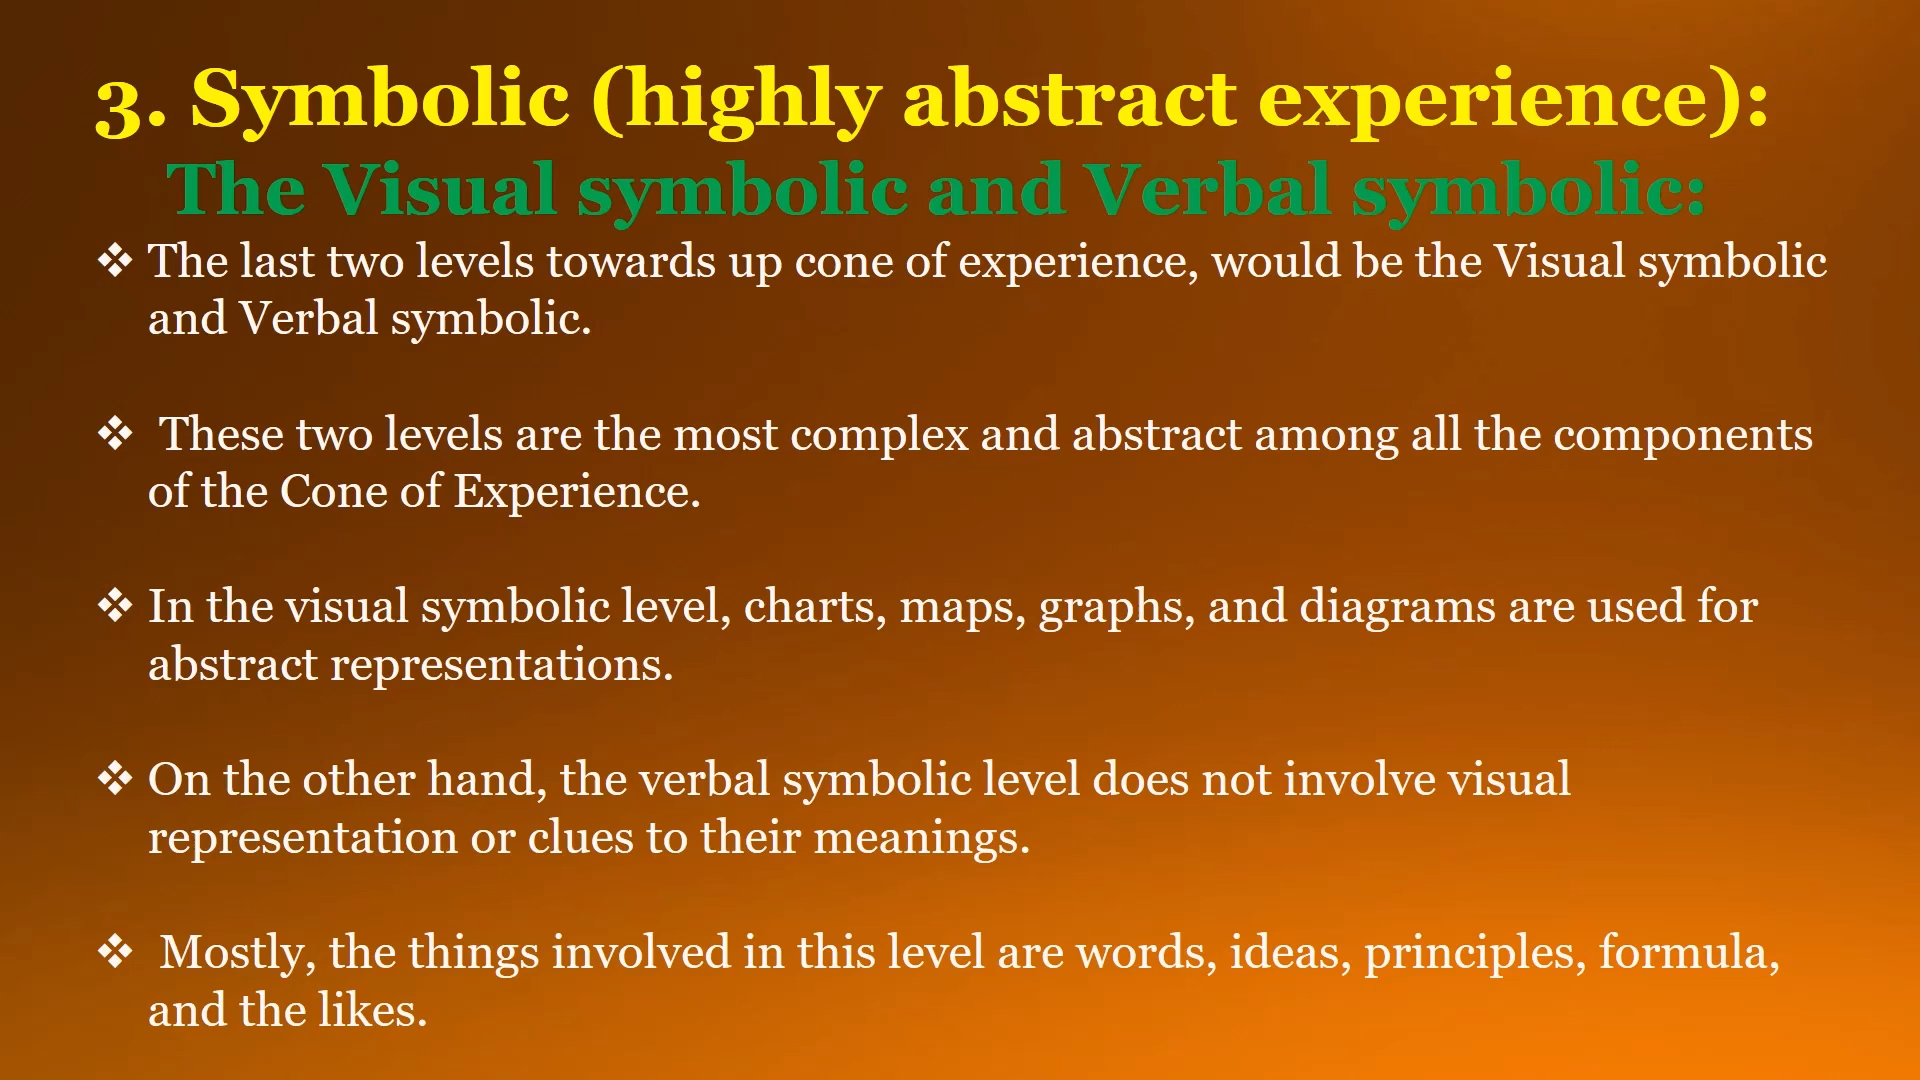 3. Symbolic (highly abstract experience):
The Visual symbolic and Verbal symbolic:
❖ The last two levels towards up cone of experience, would be the Visual symbolic
and Verbal symbolic.
❖ These two levels are the most complex and abstract among all the components
of the Cone of Experience.
❖ In the visual symbolic level, charts, maps, graphs, and diagrams are used for
abstract representations.
❖ On the other hand, the verbal symbolic level does not involve visual
representation or clues to their meanings.
❖ Mostly, the things involved in this level are words, ideas, principles, formula,
and the likes.